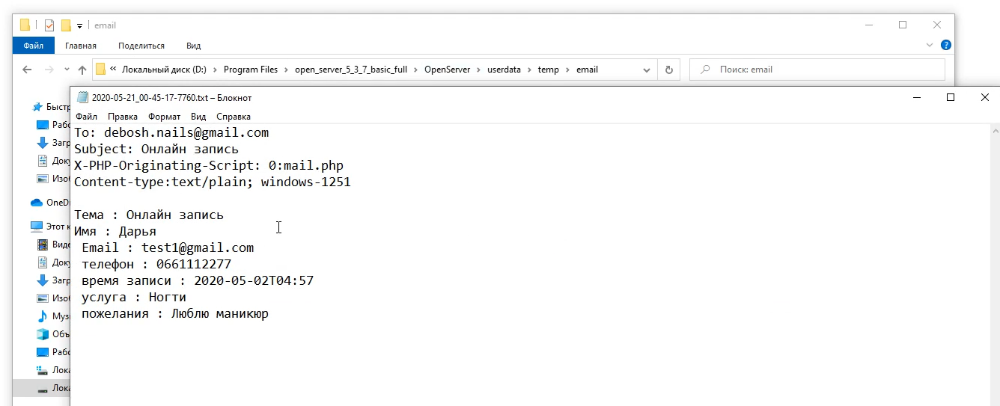 email
Файл Главная Поделиться Вид
« Локальный диск (D:) › Program Files › open_server_5_3_7_basic_full › OpenServer › userdata › temp › email
Поиск: email
2020-05-21_00-45-17-7760.txt – Блокнот
Файл Правка Формат Вид Справка
To: debosh.nails@gmail.com
Subject: Онлайн запись
X-PHP-Originating-Script: 0:mail.php
Content-type:text/plain; windows-1251
Тема : Онлайн запись
Имя : Дарья
Email : test1@gmail.com
телефон : 0661112277
время записи : 2020-05-02T04:57
услуга : Ногти
пожелания : Люблю маникюр
Быстр
Рабо
Загр
Доку
Изоб
OneDr
Этот к
Виде
Доку
Загр
Изоб
Музы
Объ
Рабо
Лока
Лока